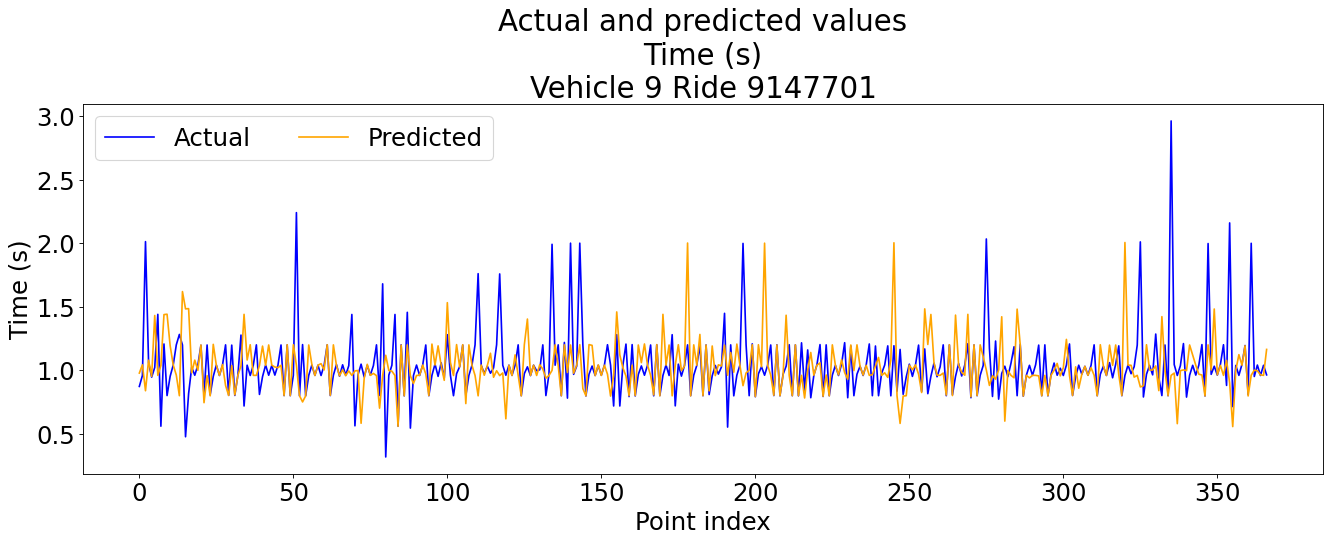 Actual and predicted values
Time (s)
Vehicle 9 Ride 9147701
3.0
2.5
2.0
1.5
1.0
0.5
Time (s)
Actual Predicted
0 50 100 150 200 250 300 350
Point index